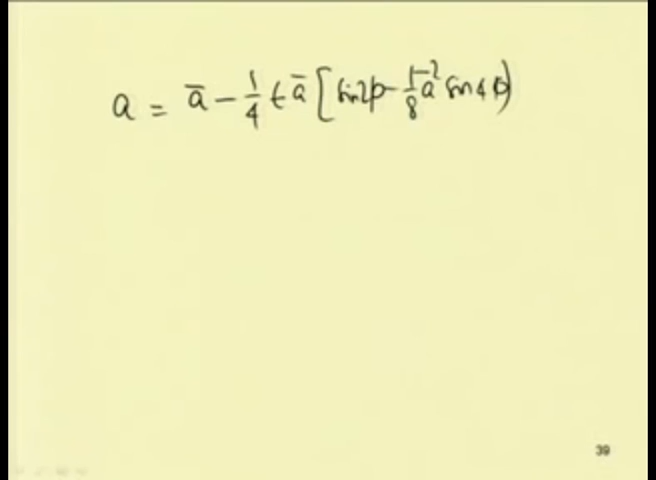 a = ā − 1/4 ϵ ā [sin2φ − 1/8 ā² sin4φ]
39